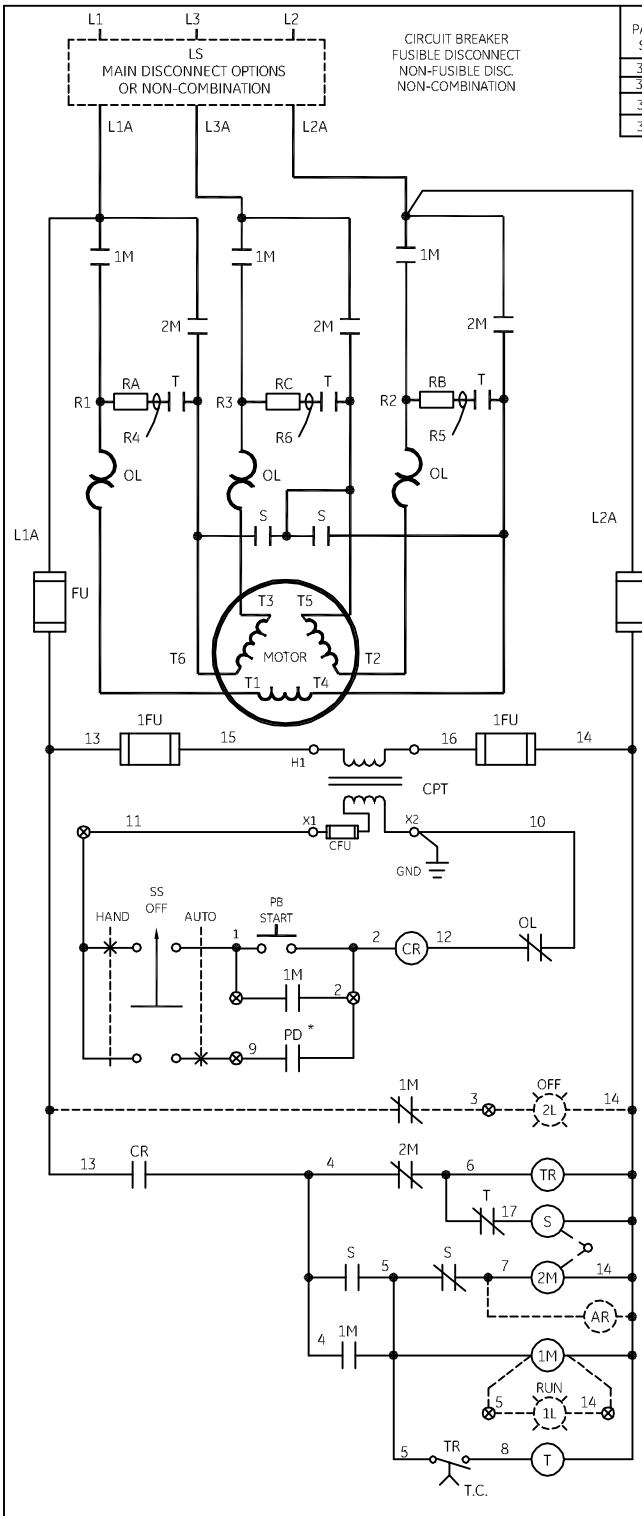 L1 L3 L2
LS
MAIN DISCONNECT OPTIONS
OR NON-COMBINATION
CIRCUIT BREAKER
FUSIBLE DISCONNECT
NON-FUSIBLE DISC.
NON-COMBINATION
PA
S
3
3
3
3
L1A L3A L2A
1M 1M 1M
2M 2M 2M
R1 RA T R3 RC T R2 RB T
R4 R6 R5
OL OL OL
S S
L1A L2A
FU
T3 T5
T6 MOTOR T2
T1 T4
13 1FU 15 H1 16 1FU 14
CPT
11 X1 CFU X2 10
GND
SS
HAND OFF AUTO
PB
START
1 2 CR 12 OL
1M
2
9 PD *
1M 3 OFF
2L 14
13 CR 4 2M 6 TR
T 17 S
S 5 S 7 2M 14
AR
4 1M 1M
RUN
5 1L 14
5 TR 8 T
T.C.